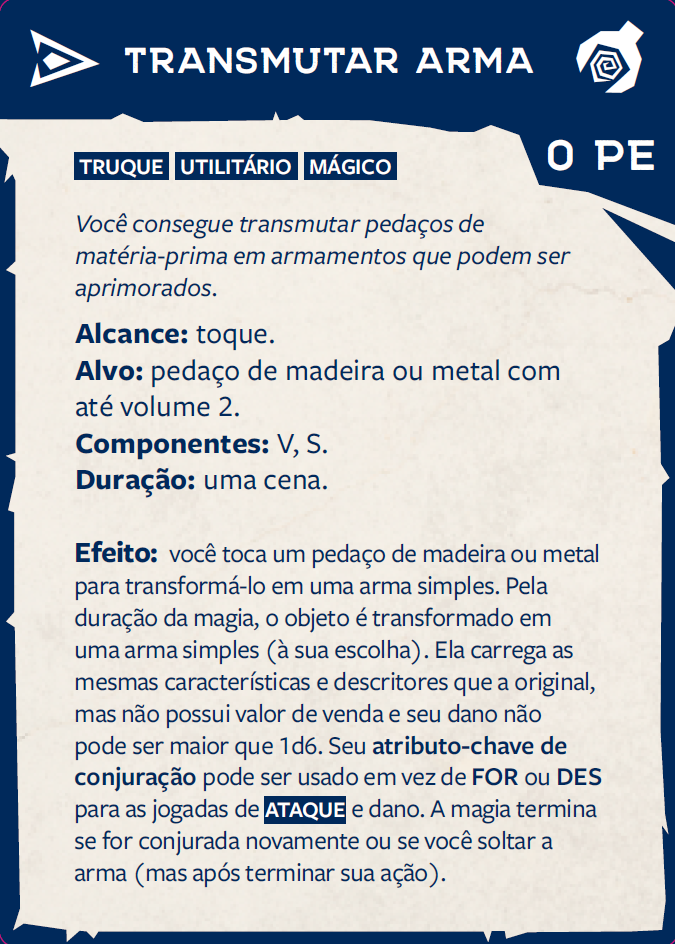 TRANSMUTAR ARMA
O PE
TRUQUE UTILITÁRIO MÁGICO
Você consegue transmutar pedaços de
matéria-prima em armamentos que podem ser
aprimorados.
Alcance: toque.
Alvo: pedaço de madeira ou metal com
até volume 2.
Componentes: V, S.
Duração: uma cena.
Efeito: você toca um pedaço de madeira ou metal
para transformá-lo em uma arma simples. Pela
duração da magia, o objeto é transformado em
uma arma simples (à sua escolha). Ela carrega as
mesmas características e descritores que a original,
mas não possui valor de venda e seu dano não
pode ser maior que 1d6. Seu atributo-chave de
conjuração pode ser usado em vez de FOR ou DES
para as jogadas de ATAQUE e dano. A magia termina
se for conjurada novamente ou se você soltar a
arma (mas após terminar sua ação).